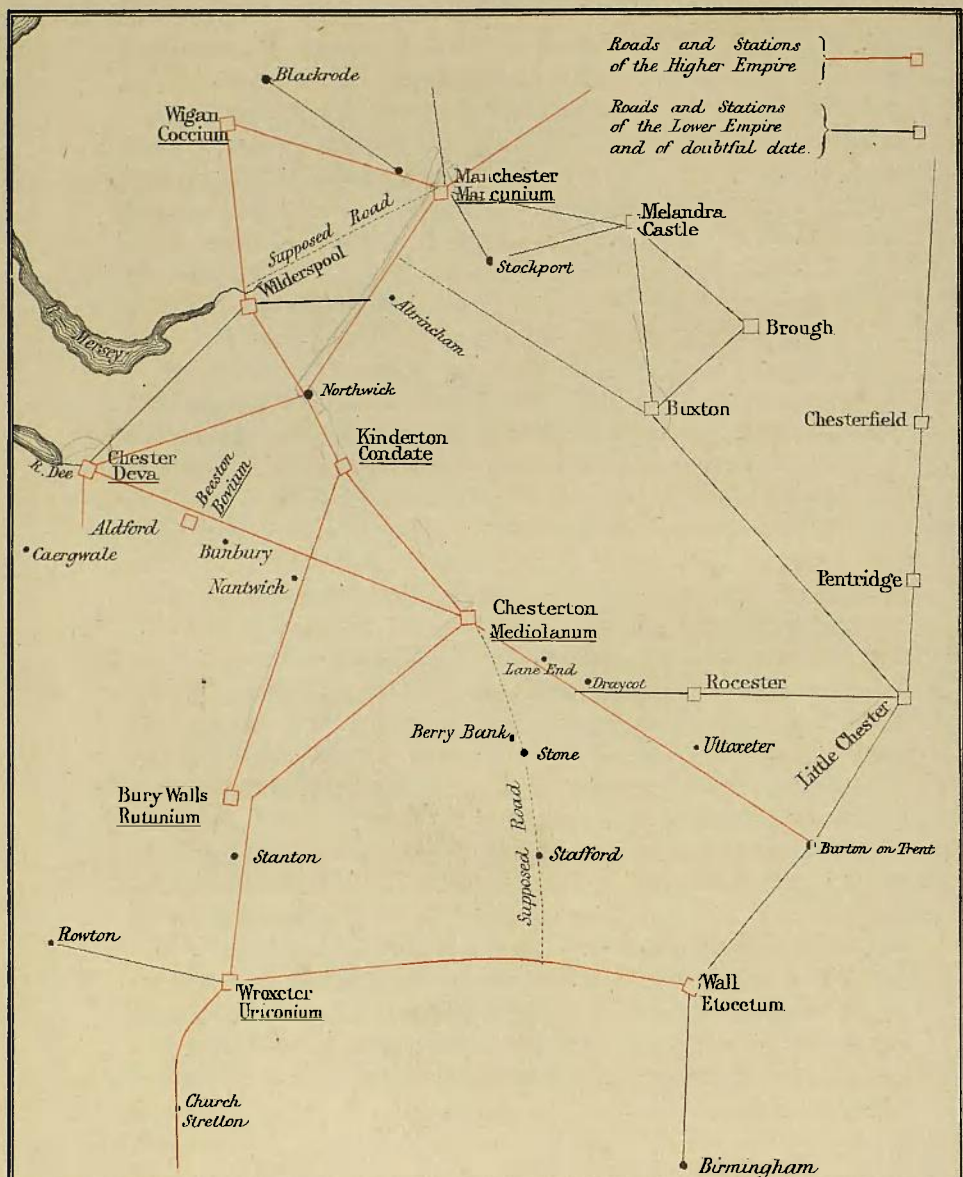 Roads and Stations
of the Higher Empire
Roads and Stations
of the Lower Empire
and of doubtful date.
Blackrode
Wigan
Coccium
Manchester
Mancunium
Melandra
Castle
Supposed Road
Stockport
Wilderspool
Altrincham
Brough
R. Mersey
Northwick
Buxton
Chesterfield
Kinderton
Condate
R. Dee
Chester
Deva
Beeston
Bovium
Aldford
Bunbury
Caergwale
Nantwich
Pentridge
Chesterton
Mediolanum
Lane End
Draycot
Rocester
Little Chester
Berry Bank
Stone
Uttoxeter
Bury Walls
Rutunium
Supposed Road
Stanton
Stafford
Burton on Trent
Rowton
Wroxeter
Uriconium
Wall
Etocetum
Church
Stretton
Birmingham